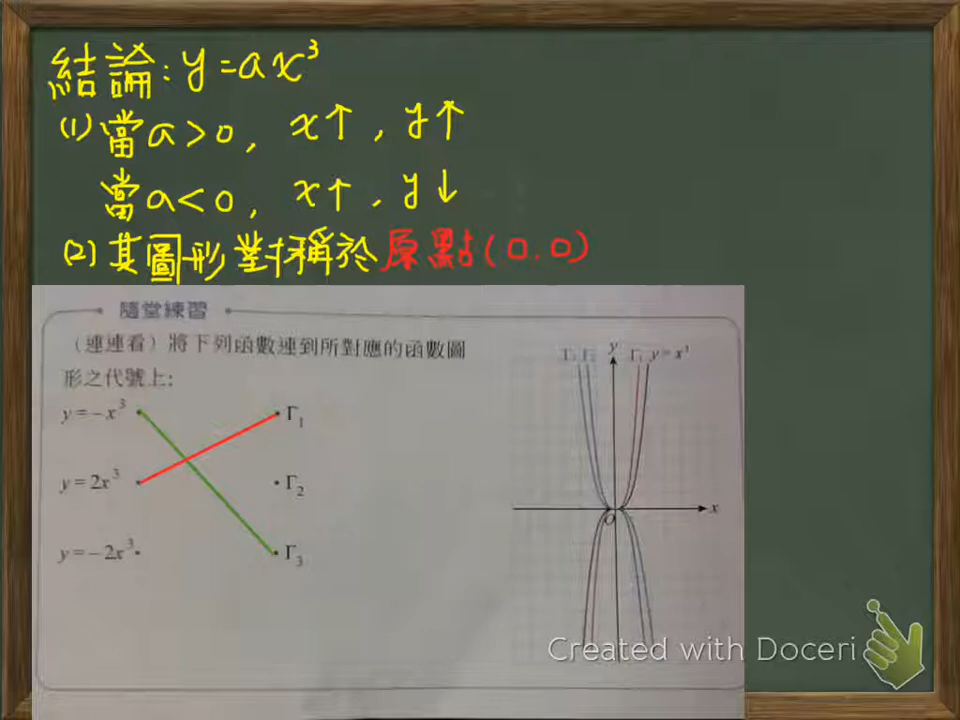 結論: y=ax³
(1)當a>0, x↑, y↑
當a<0, x↑, y↓
(2)其圖形對稱於原點(0.0)
隨堂練習
(連連看)將下列函數連到所對應的函數圖
形之代號上:
y=-x³ Γ₁
y=2x³ Γ₂
y=-2x³ Γ₃
y Γ₁ y=x³
x
O
Created with Doceri